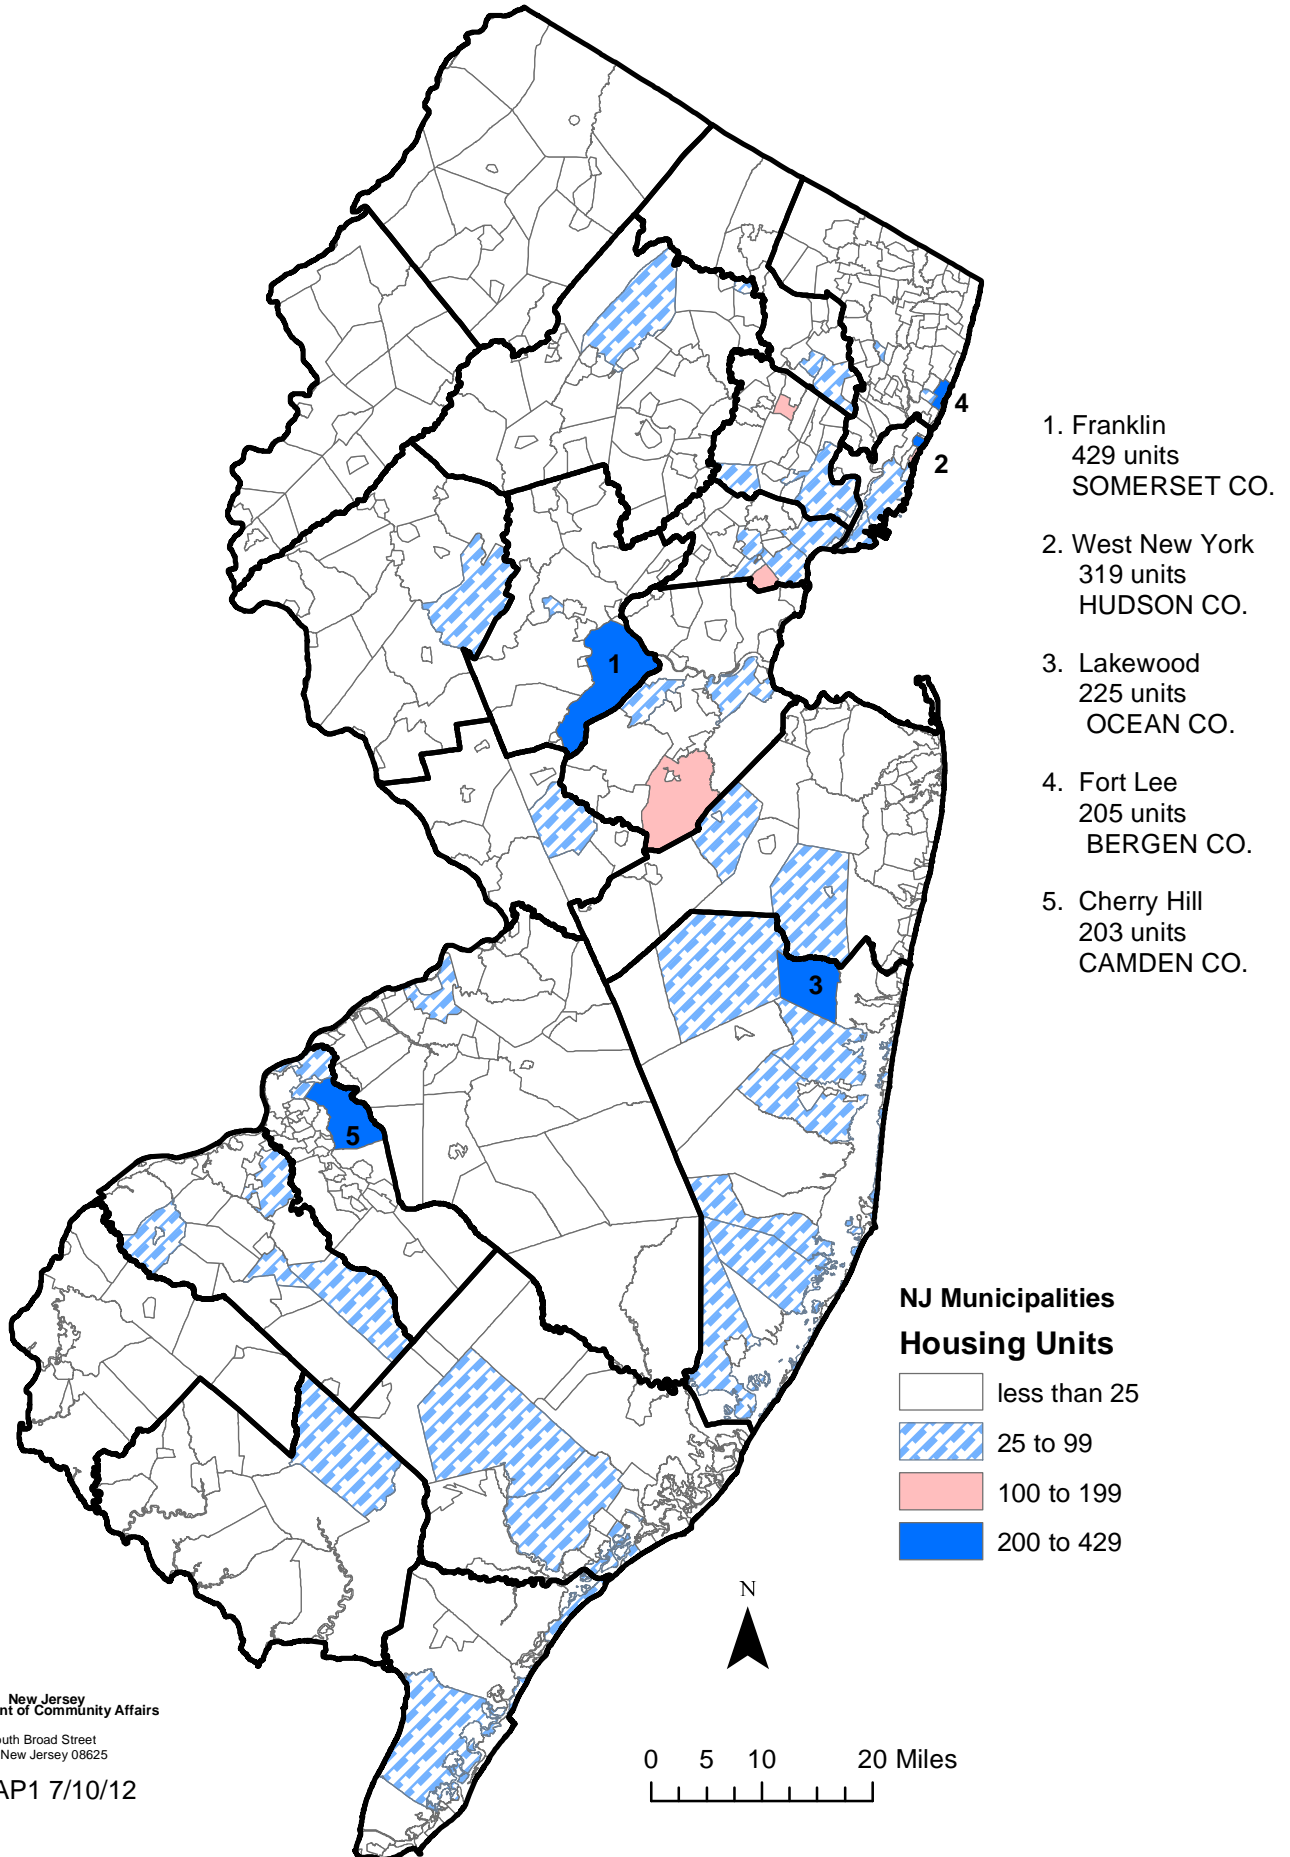 4
2
1
3
5
1. Franklin
429 units
SOMERSET CO.
2. West New York
319 units
HUDSON CO.
3. Lakewood
225 units
OCEAN CO.
4. Fort Lee
205 units
BERGEN CO.
5. Cherry Hill
203 units
CAMDEN CO.
NJ Municipalities
Housing Units
less than 25
25 to 99
100 to 199
200 to 429
N
0 5 10 20 Miles
New Jersey
nt of Community Affairs
outh Broad Street
New Jersey 08625
AP1 7/10/12